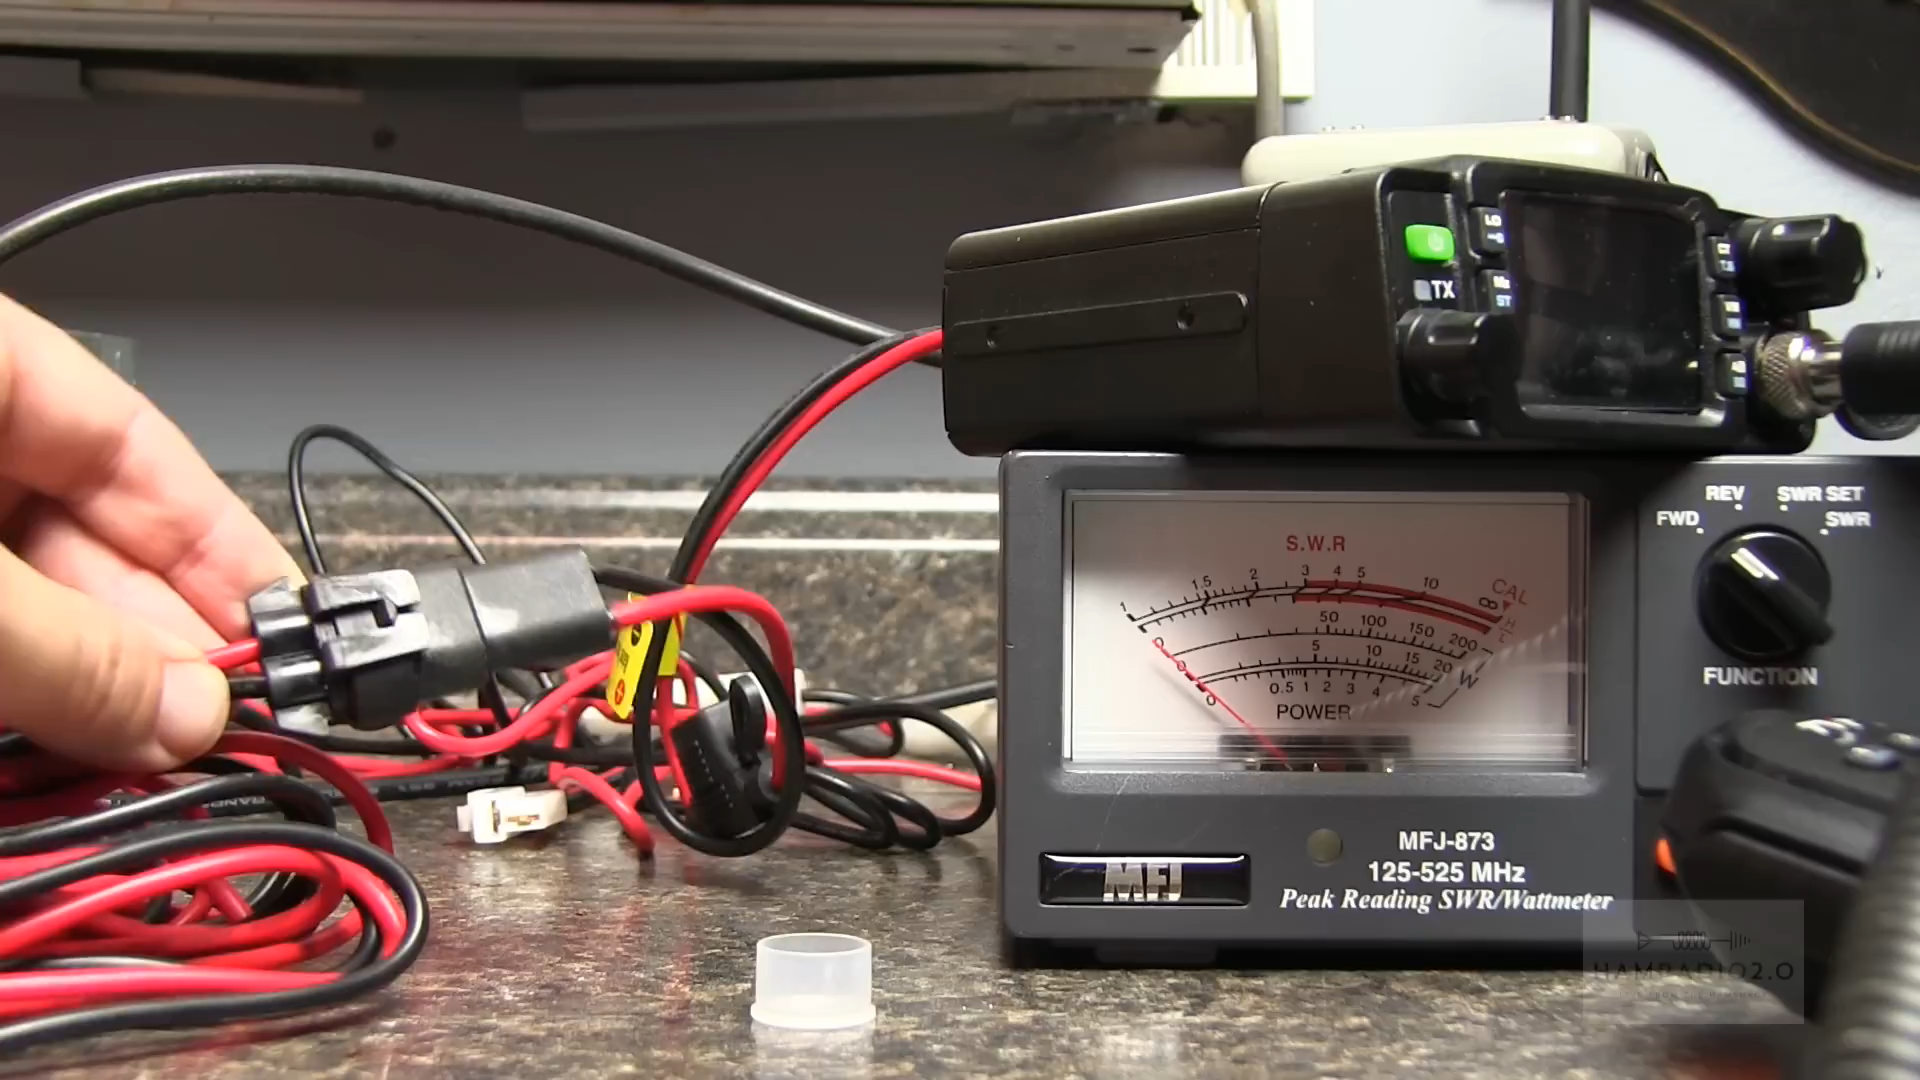 TX
REV
SWR SET
FWD
SWR
FUNCTION
S.W.R
1 1.5 2 3 4 5 10 ∞
CAL
0 50 100 150 200
0 5 10 15 20
W
0 0.5 1 2 3 4 5
POWER
MFJ-873
125-525 MHz
MFJ
Peak Reading SWR/Wattmeter
HAMRADIO2.0